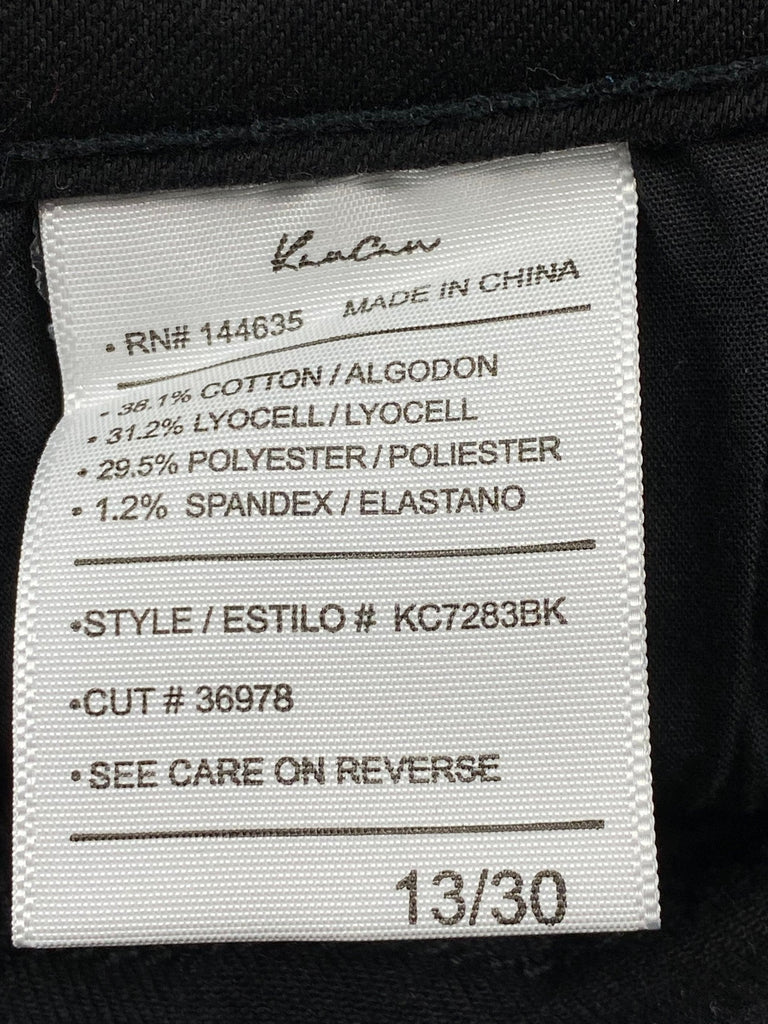 KanCan
• RN# 144635 MADE IN CHINA
• 38.1% COTTON / ALGODON
• 31.2% LYOCELL / LYOCELL
• 29.5% POLYESTER / POLIESTER
• 1.2% SPANDEX / ELASTANO
•STYLE / ESTILO # KC7283BK
•CUT # 36978
•SEE CARE ON REVERSE
13/30